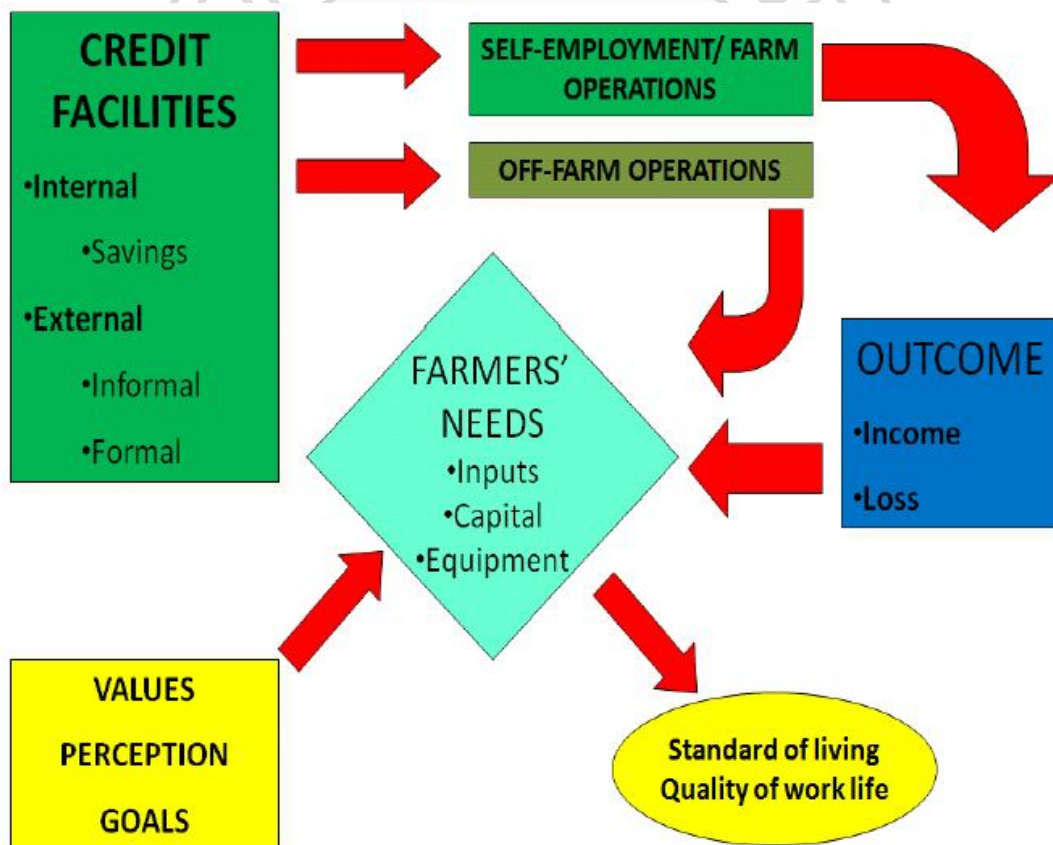 CREDIT
FACILITIES
•Internal
•Savings
•External
•Informal
•Formal
SELF-EMPLOYMENT/ FARM
OPERATIONS
OFF-FARM OPERATIONS
FARMERS’
NEEDS
•Inputs
•Capital
•Equipment
OUTCOME
•Income
•Loss
VALUES
PERCEPTION
GOALS
Standard of living
Quality of work life